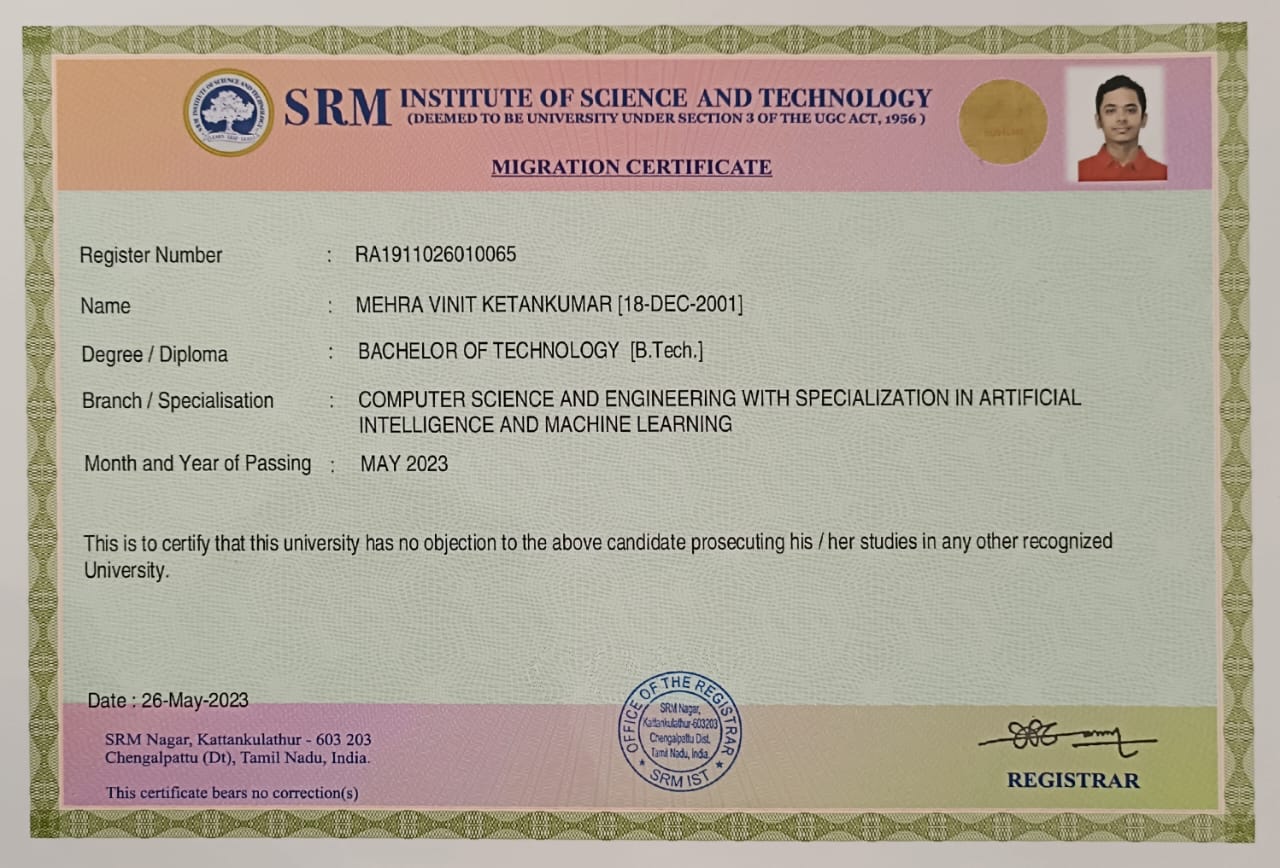 SRM INSTITUTE OF SCIENCE AND TECHNOLOGY
(DEEMED TO BE UNIVERSITY UNDER SECTION 3 OF THE UGC ACT, 1956 )
MIGRATION CERTIFICATE
Register Number : RA1911026010065
Name : MEHRA VINIT KETANKUMAR [18-DEC-2001]
Degree / Diploma : BACHELOR OF TECHNOLOGY [B.Tech.]
Branch / Specialisation : COMPUTER SCIENCE AND ENGINEERING WITH SPECIALIZATION IN ARTIFICIAL
INTELLIGENCE AND MACHINE LEARNING
Month and Year of Passing : MAY 2023
This is to certify that this university has no objection to the above candidate prosecuting his / her studies in any other recognized
University.
Date : 26-May-2023
SRM Nagar, Kattankulathur - 603 203
Chengalpattu (Dt), Tamil Nadu, India.
This certificate bears no correction(s)
OFFICE OF THE REGISTRAR
SRM Nagar,
Kattankulathur-603203
Chengalpattu Dist.
Tamil Nadu, India.
★ SRM IST ★
REGISTRAR